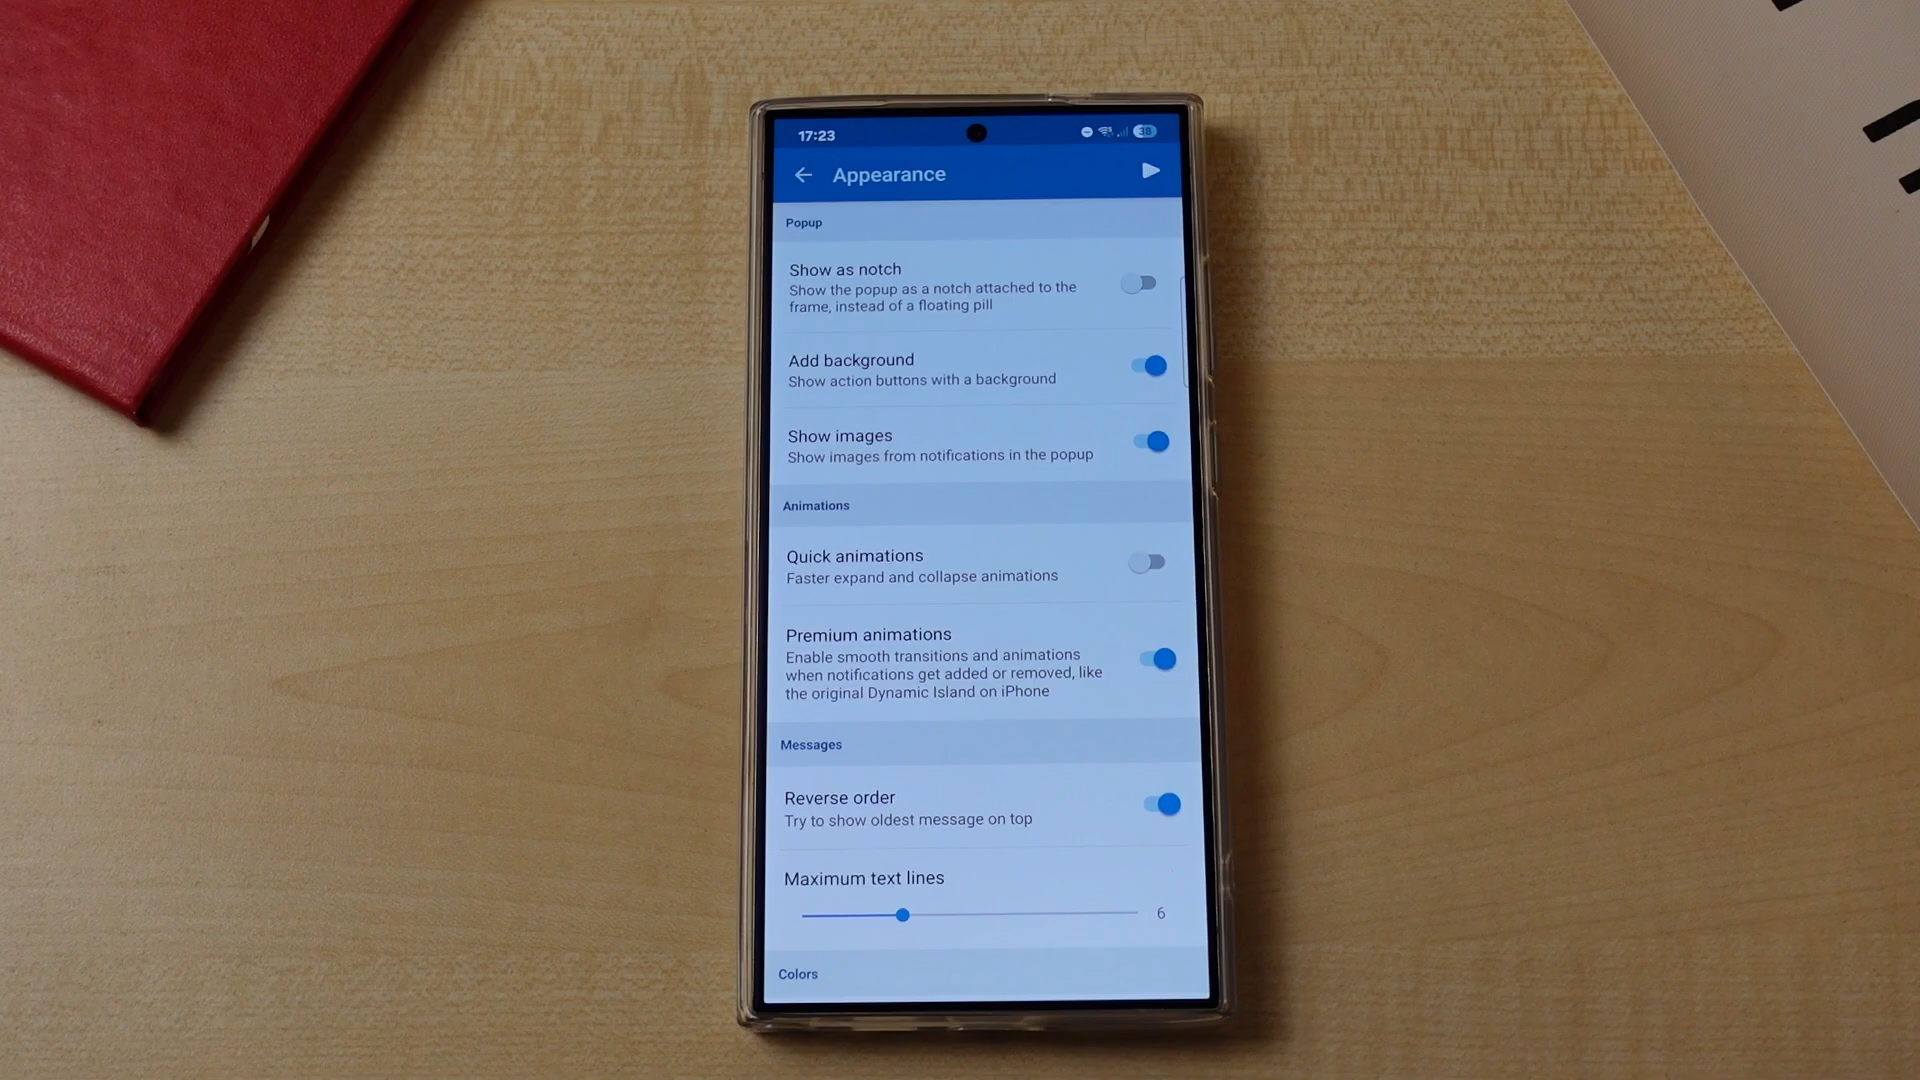 17:23
38
Appearance
Popup
Show as notch
Show the popup as a notch attached to the
frame, instead of a floating pill
Add background
Show action buttons with a background
Show images
Show images from notifications in the popup
Animations
Quick animations
Faster expand and collapse animations
Premium animations
Enable smooth transitions and animations
when notifications get added or removed, like
the original Dynamic Island on iPhone
Messages
Reverse order
Try to show oldest message on top
Maximum text lines
6
Colors